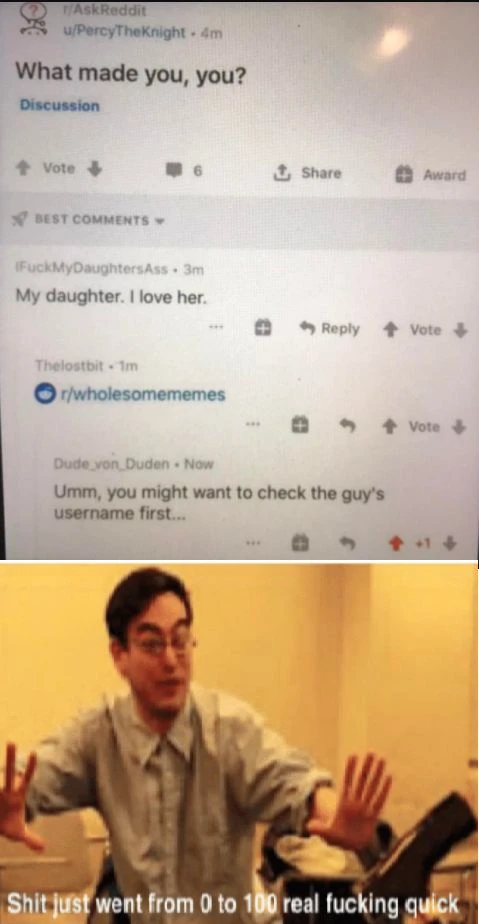 r/AskReddit
u/PercyTheKnight • 4m
What made you, you?
Discussion
Vote
6
Share
Award
BEST COMMENTS
iFuckMyDaughtersAss • 3m
My daughter. I love her.
Reply
Vote
Thelostbit • 1m
r/wholesomememes
Vote
Dude_von_Duden • Now
Umm, you might want to check the guy's
username first...
+1
Shit just went from 0 to 100 real fucking quick